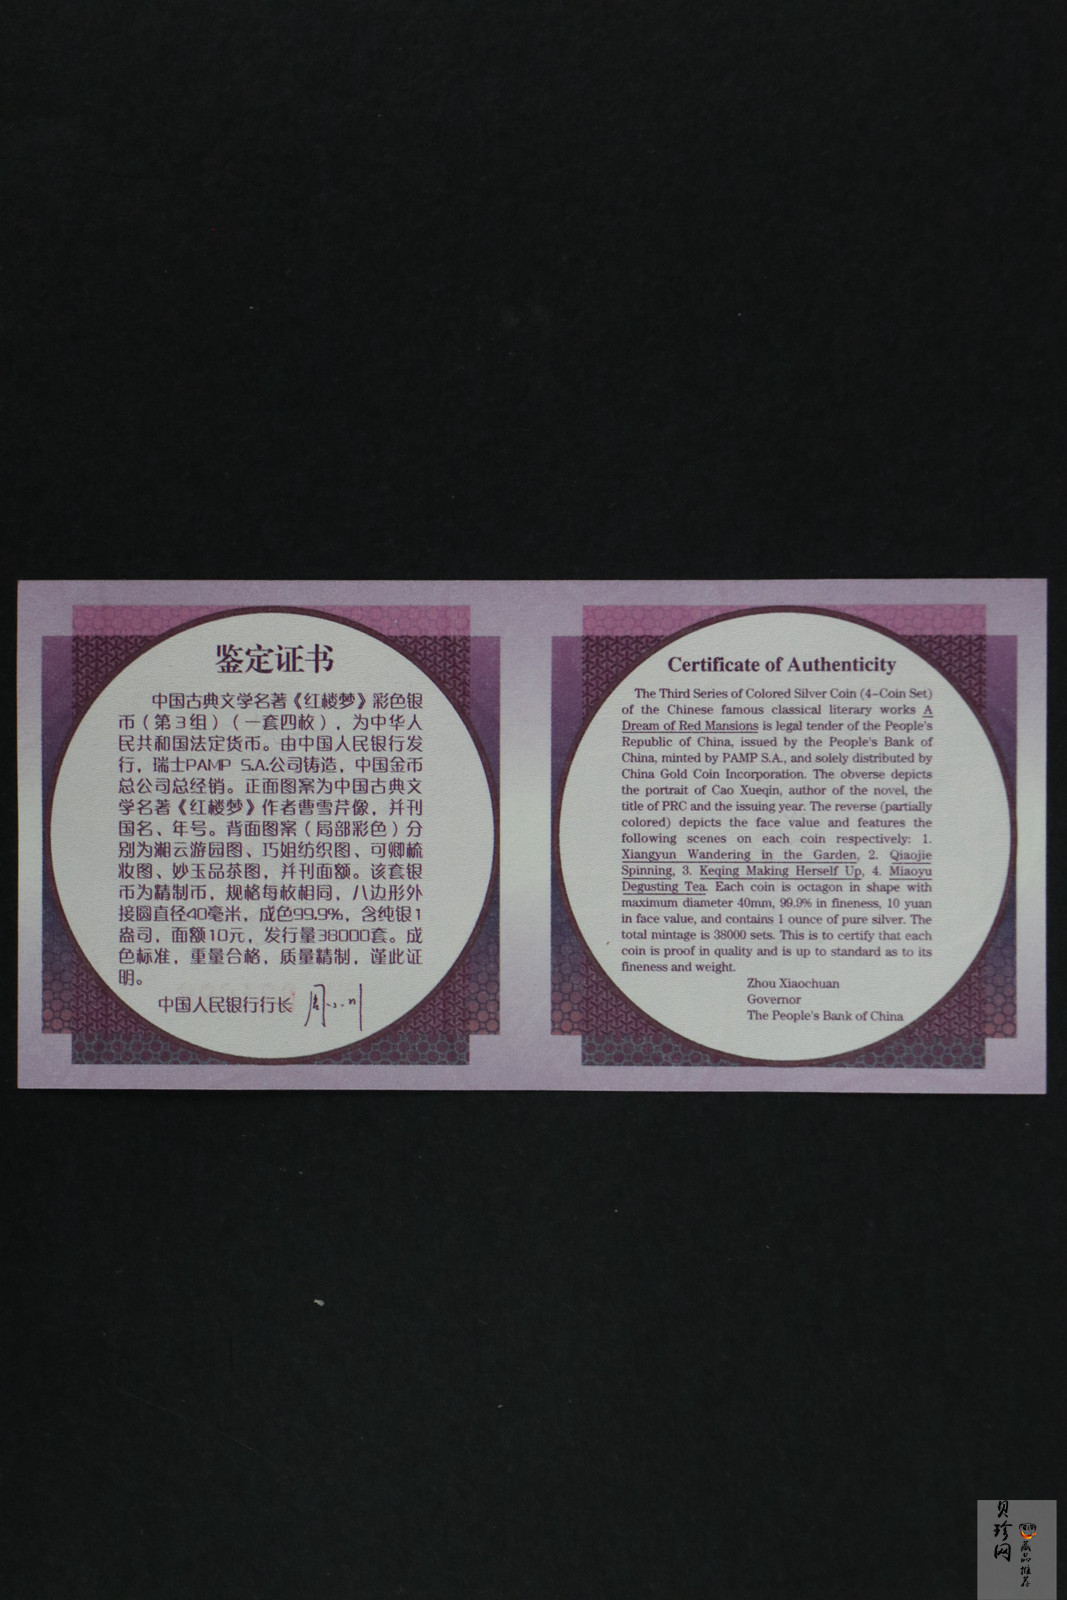 鉴定证书
中国古典文学名著《红楼梦》彩色银
币（第3组）（一套四枚），为中华人
民共和国法定货币。由中国人民银行发
行，瑞士PAMP S.A.公司铸造，中国金币
总公司总经销。正面图案为中国古典文
学名著《红楼梦》作者曹雪芹像，并刊
国名、年号。背面图案（局部彩色）分
别为湘云游园图、巧姐纺织图、可卿梳
妆图、妙玉品茶图，并刊面额。该套银
币为精制币，规格每枚相同，八边形外
接圆直径40毫米，成色99.9%，含纯银1
盎司，面额10元，发行量38000套。成
色标准，重量合格，质量精制，谨此证
明。
中国人民银行行长 周小川
Certificate of Authenticity
The Third Series of Colored Silver Coin (4-Coin Set)
of the Chinese famous classical literary works A
Dream of Red Mansions is legal tender of the People's
Republic of China, issued by the People's Bank of
China, minted by PAMP S.A., and solely distributed by
China Gold Coin Incorporation. The obverse depicts
the portrait of Cao Xueqin, author of the novel, the
title of PRC and the issuing year. The reverse (partially
colored) depicts the face value and features the
following scenes on each coin respectively: 1.
Xiangyun Wandering in the Garden, 2. Qiaojie
Spinning, 3. Keqing Making Herself Up, 4. Miaoyu
Degusting Tea. Each coin is octagon in shape with
maximum diameter 40mm, 99.9% in fineness, 10 yuan
in face value, and contains 1 ounce of pure silver. The
total mintage is 38000 sets. This is to certify that each
coin is proof in quality and is up to standard as to its
fineness and weight.
Zhou Xiaochuan
Governor
The People's Bank of China
贝珍网
藏品推荐